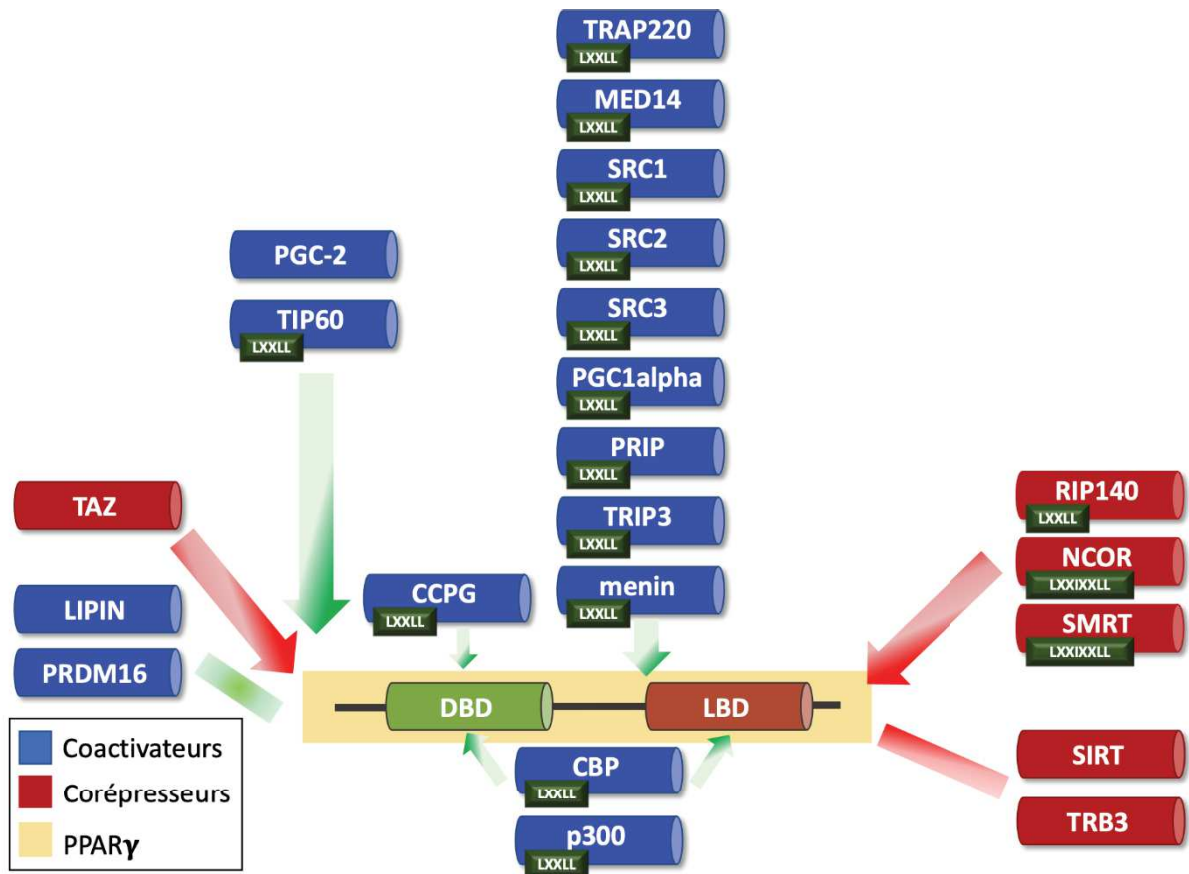 TRAP220
LXXLL
MED14
LXXLL
SRC1
LXXLL
SRC2
LXXLL
SRC3
LXXLL
PGC1alpha
LXXLL
PRIP
LXXLL
TRIP3
LXXLL
menin
LXXLL
PGC-2
TIP60
LXXLL
TAZ
LIPIN
PRDM16
CCPG
LXXLL
RIP140
LXXLL
NCOR
LXXIXXLL
SMRT
LXXIXXLL
DBD
LBD
CBP
LXXLL
p300
LXXLL
SIRT
TRB3
Coactivateurs
Corépresseurs
PPARγ